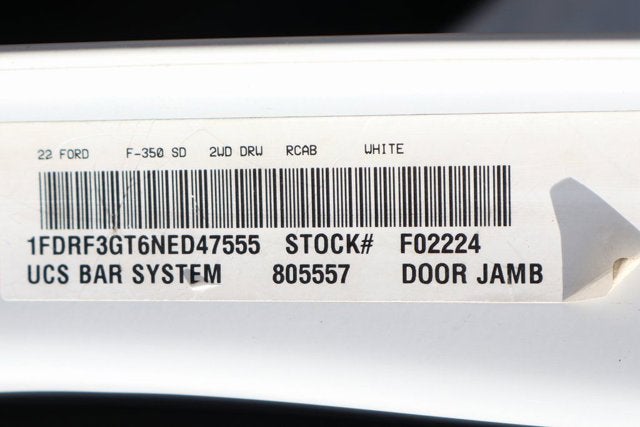 22 FORD F-350 SD 2WD DRW RCAB WHITE
1FDRF3GT6NED47555 STOCK# F02224
UCS BAR SYSTEM 805557 DOOR JAMB